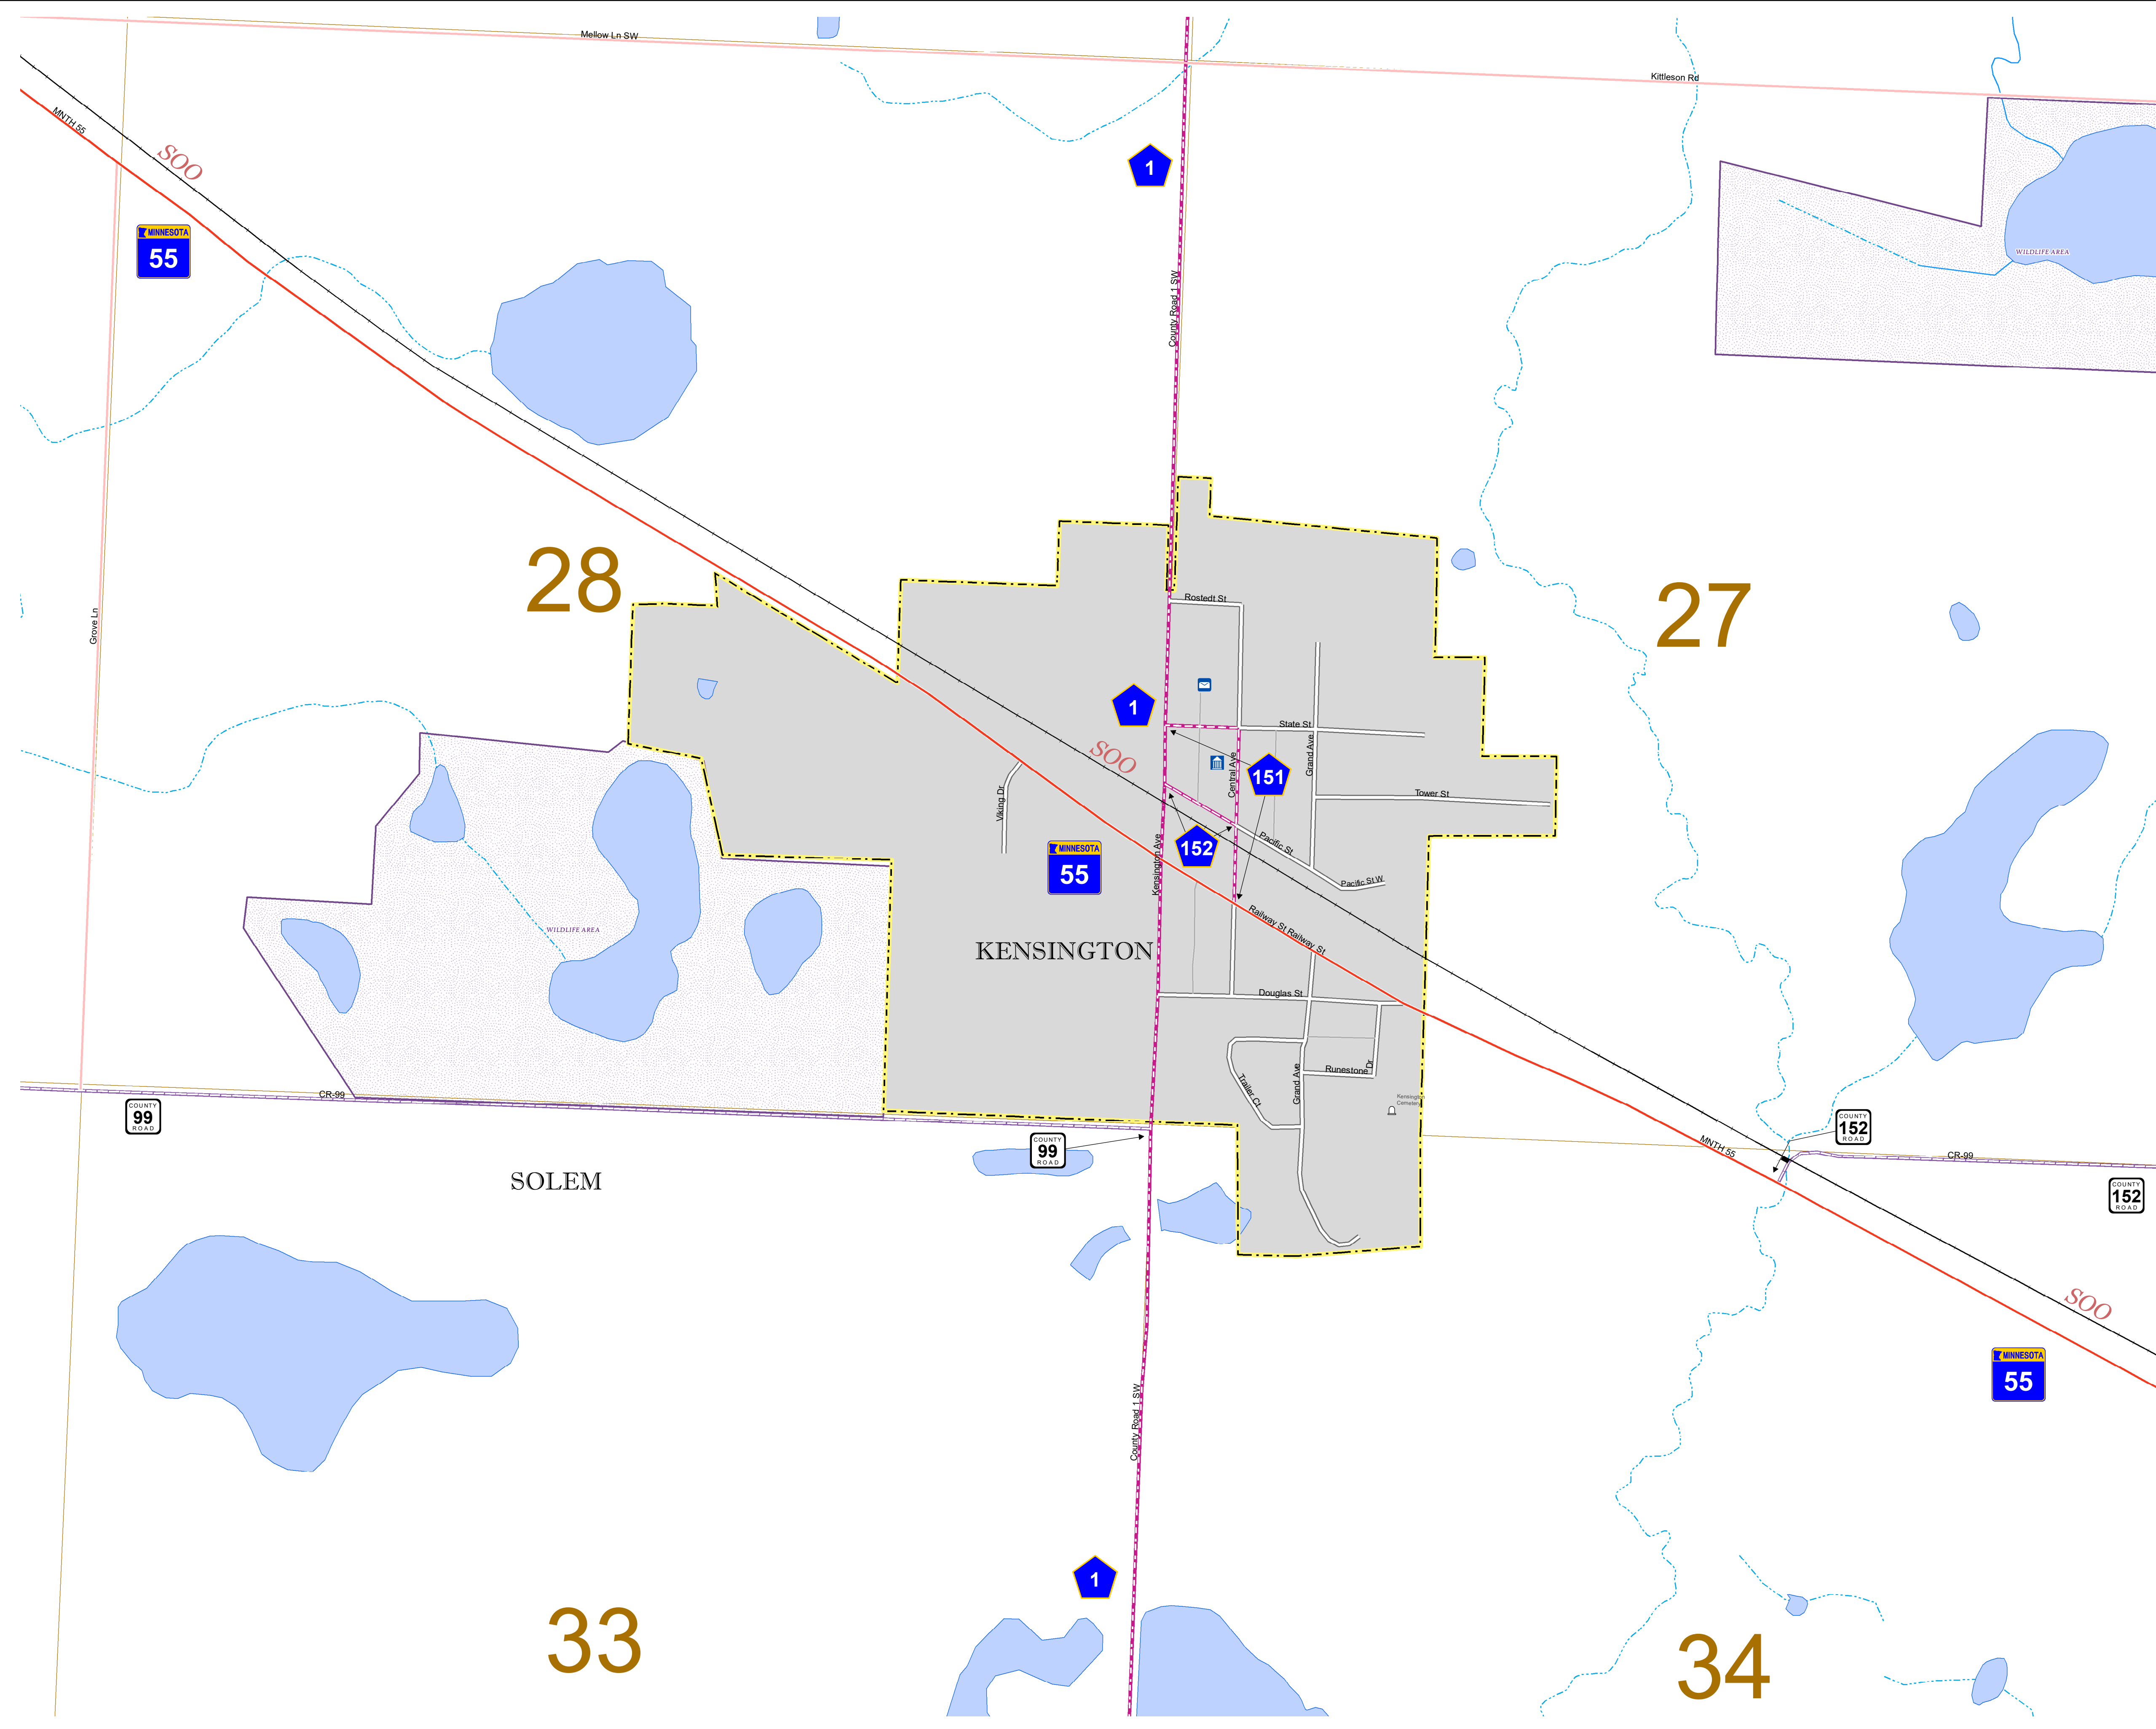 Mellow Ln SW
Kittleson Rd
MNTH 55
SOO
1
MINNESOTA
55
WILDLIFE AREA
County Road 1 SW
28
27
Rostedt St
Grove Ln
1
State St
SOO
Grand Ave
Central Ave
151
Viking Dr
Tower St
152
Pacific St
MINNESOTA
55
Kensington Ave
Pacific St W
WILDLIFE AREA
Railway St Railway St
KENSINGTON
Douglas St
Runestone Dr
Trailer Ct
Grand Ave
Kensington
Cemetery
CR-99
COUNTY
99
ROAD
COUNTY
99
ROAD
COUNTY
152
ROAD
MNTH 55
CR-99
SOLEM
COUNTY
152
ROAD
SOO
MINNESOTA
55
County Road 1 SW
1
33
34